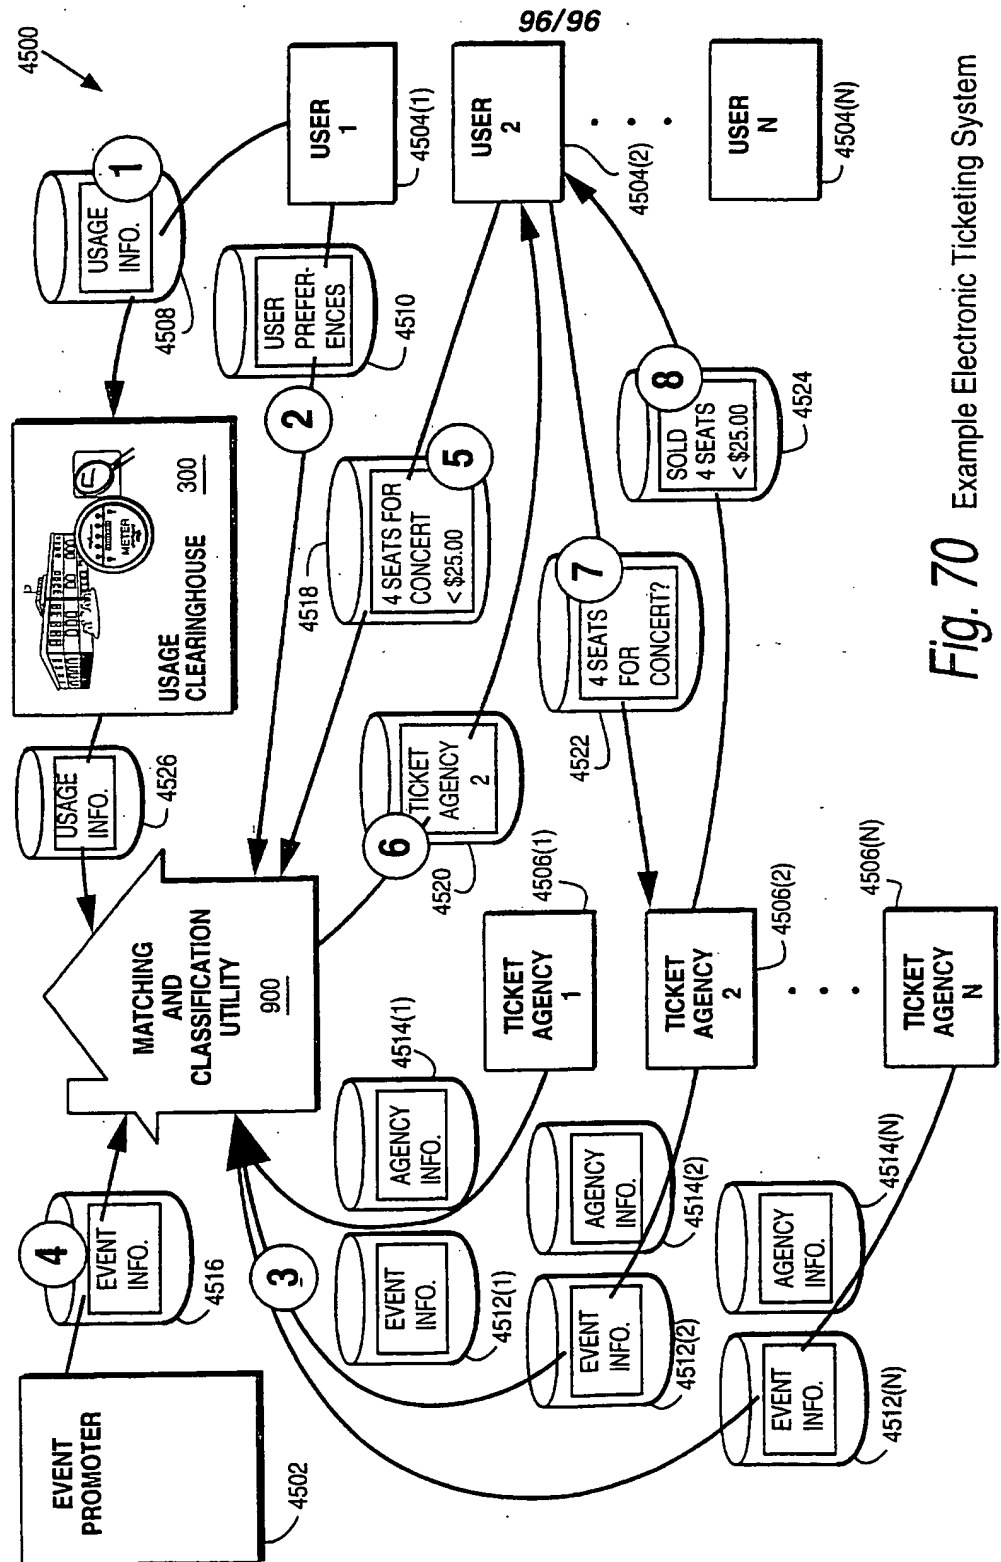 96/96
4500
EVENT
PROMOTER
4502
4
EVENT
INFO.
4516
MATCHING
AND
CLASSIFICATION
UTILITY
900
USAGE
INFO.
4526
USAGE
CLEARINGHOUSE
300
METER
1
USAGE
INFO.
4508
2
USER
PREFER-
ENCES
4510
USER
1
4504(1)
3
EVENT
INFO.
4512(1)
AGENCY
INFO.
4514(1)
TICKET
AGENCY
1
4506(1)
6
TICKET
AGENCY
2
4520
5
4 SEATS FOR
CONCERT
<$25.00
4518
USER
2
4504(2)
EVENT
INFO.
4512(2)
AGENCY
INFO.
4514(2)
TICKET
AGENCY
2
4506(2)
7
4 SEATS
FOR
CONCERT?
4522
8
SOLD
4 SEATS
<$25.00
4524
EVENT
INFO.
4512(N)
AGENCY
INFO.
4514(N)
TICKET
AGENCY
N
4506(N)
USER
N
4504(N)
Fig. 70 Example Electronic Ticketing System